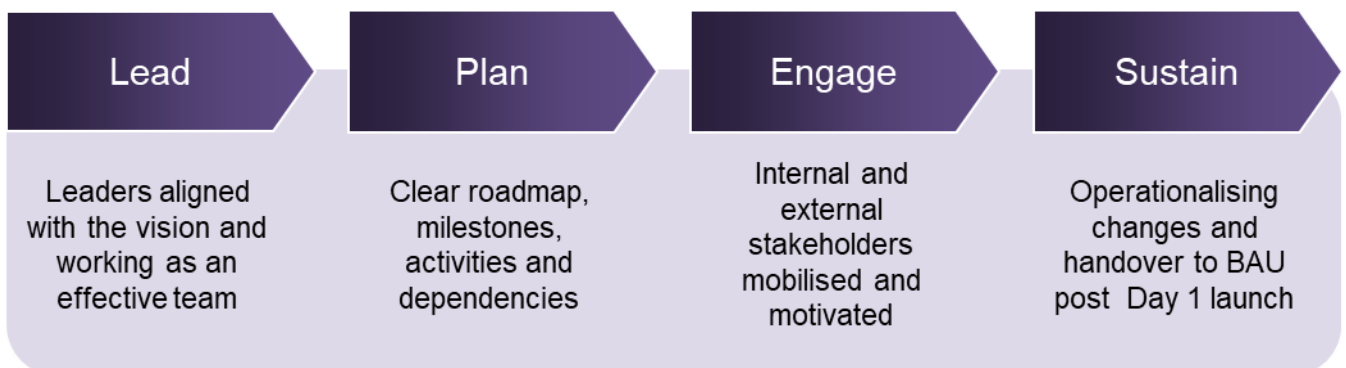 Lead
Leaders aligned
with the vision and
working as an
effective team
Plan
Clear roadmap,
milestones,
activities and
dependencies
Engage
Internal and
external
stakeholders
mobilised and
motivated
Sustain
Operationalising
changes and
handover to BAU
post Day 1 launch